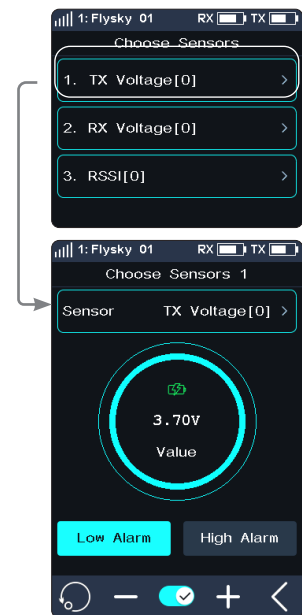 1: Flysky 01 RX TX
Choose Sensors
1. TX Voltage[0] >
2. RX Voltage[0] >
3. RSSI[0] >
1: Flysky 01 RX TX
Choose Sensors 1
Sensor TX Voltage[0] >
3.70V
Value
Low Alarm High Alarm